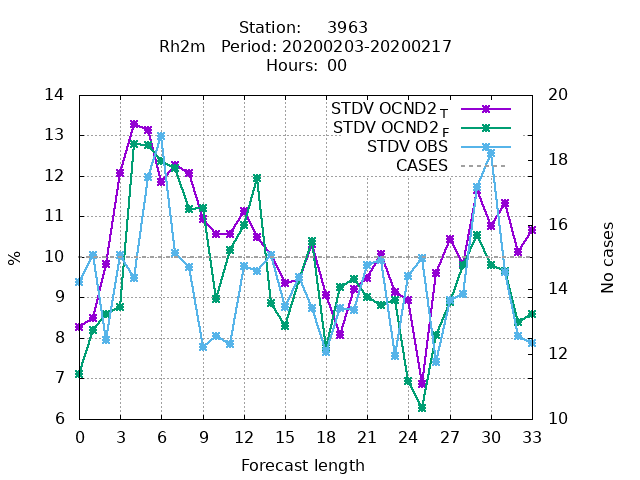 Station: 3963
Rh2m Period: 20200203-20200217
Hours: 00
14
13
12
11
10
9
8
7
6
20
18
16
14
12
10
STDV OCND2_T
STDV OCND2_F
STDV OBS
CASES
%
No cases
0 3 6 9 12 15 18 21 24 27 30 33
Forecast length